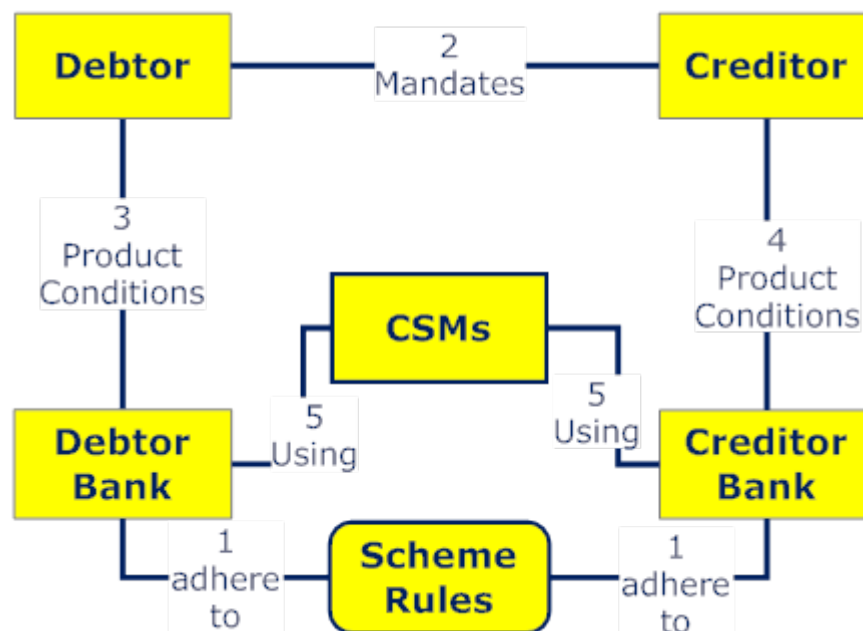 Debtor
2
Mandates
Creditor
3
Product
Conditions
4
Product
Conditions
CSMs
5
Using
5
Using
Debtor
Bank
Creditor
Bank
1
adhere
to
Scheme
Rules
1
adhere
to